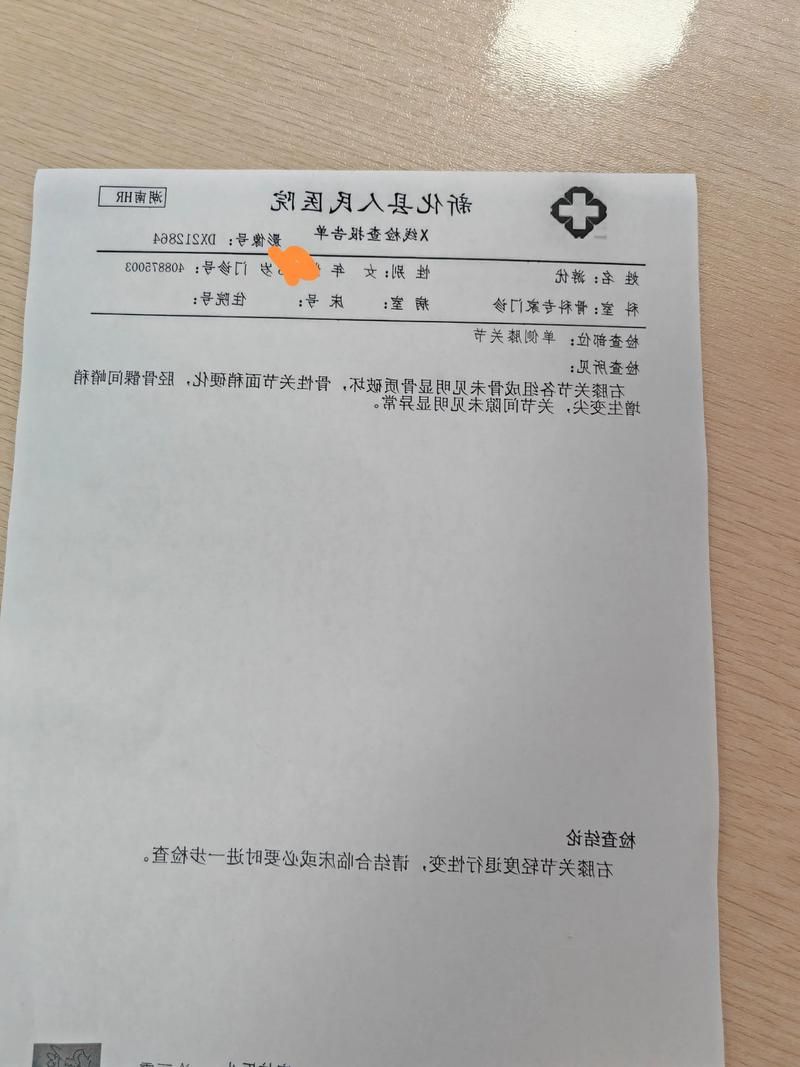 湖南HR
新化县人民医院
X线检查报告单
影像号: DX212864
姓 名: 游优 性 别: 女 年 岁 门诊号: 408875003
科 室: 骨科专家门诊 病 室: 床 号: 住院号:
检查部位: 单侧膝关节
检查所见:
右膝关节各组成骨未见明显骨质破坏, 骨性关节面稍硬化, 胫骨髁间嵴稍
增生变尖, 关节间隙未见明显异常。
检查结论
右膝关节轻度退行性变, 请结合临床或必要时进一步检查。